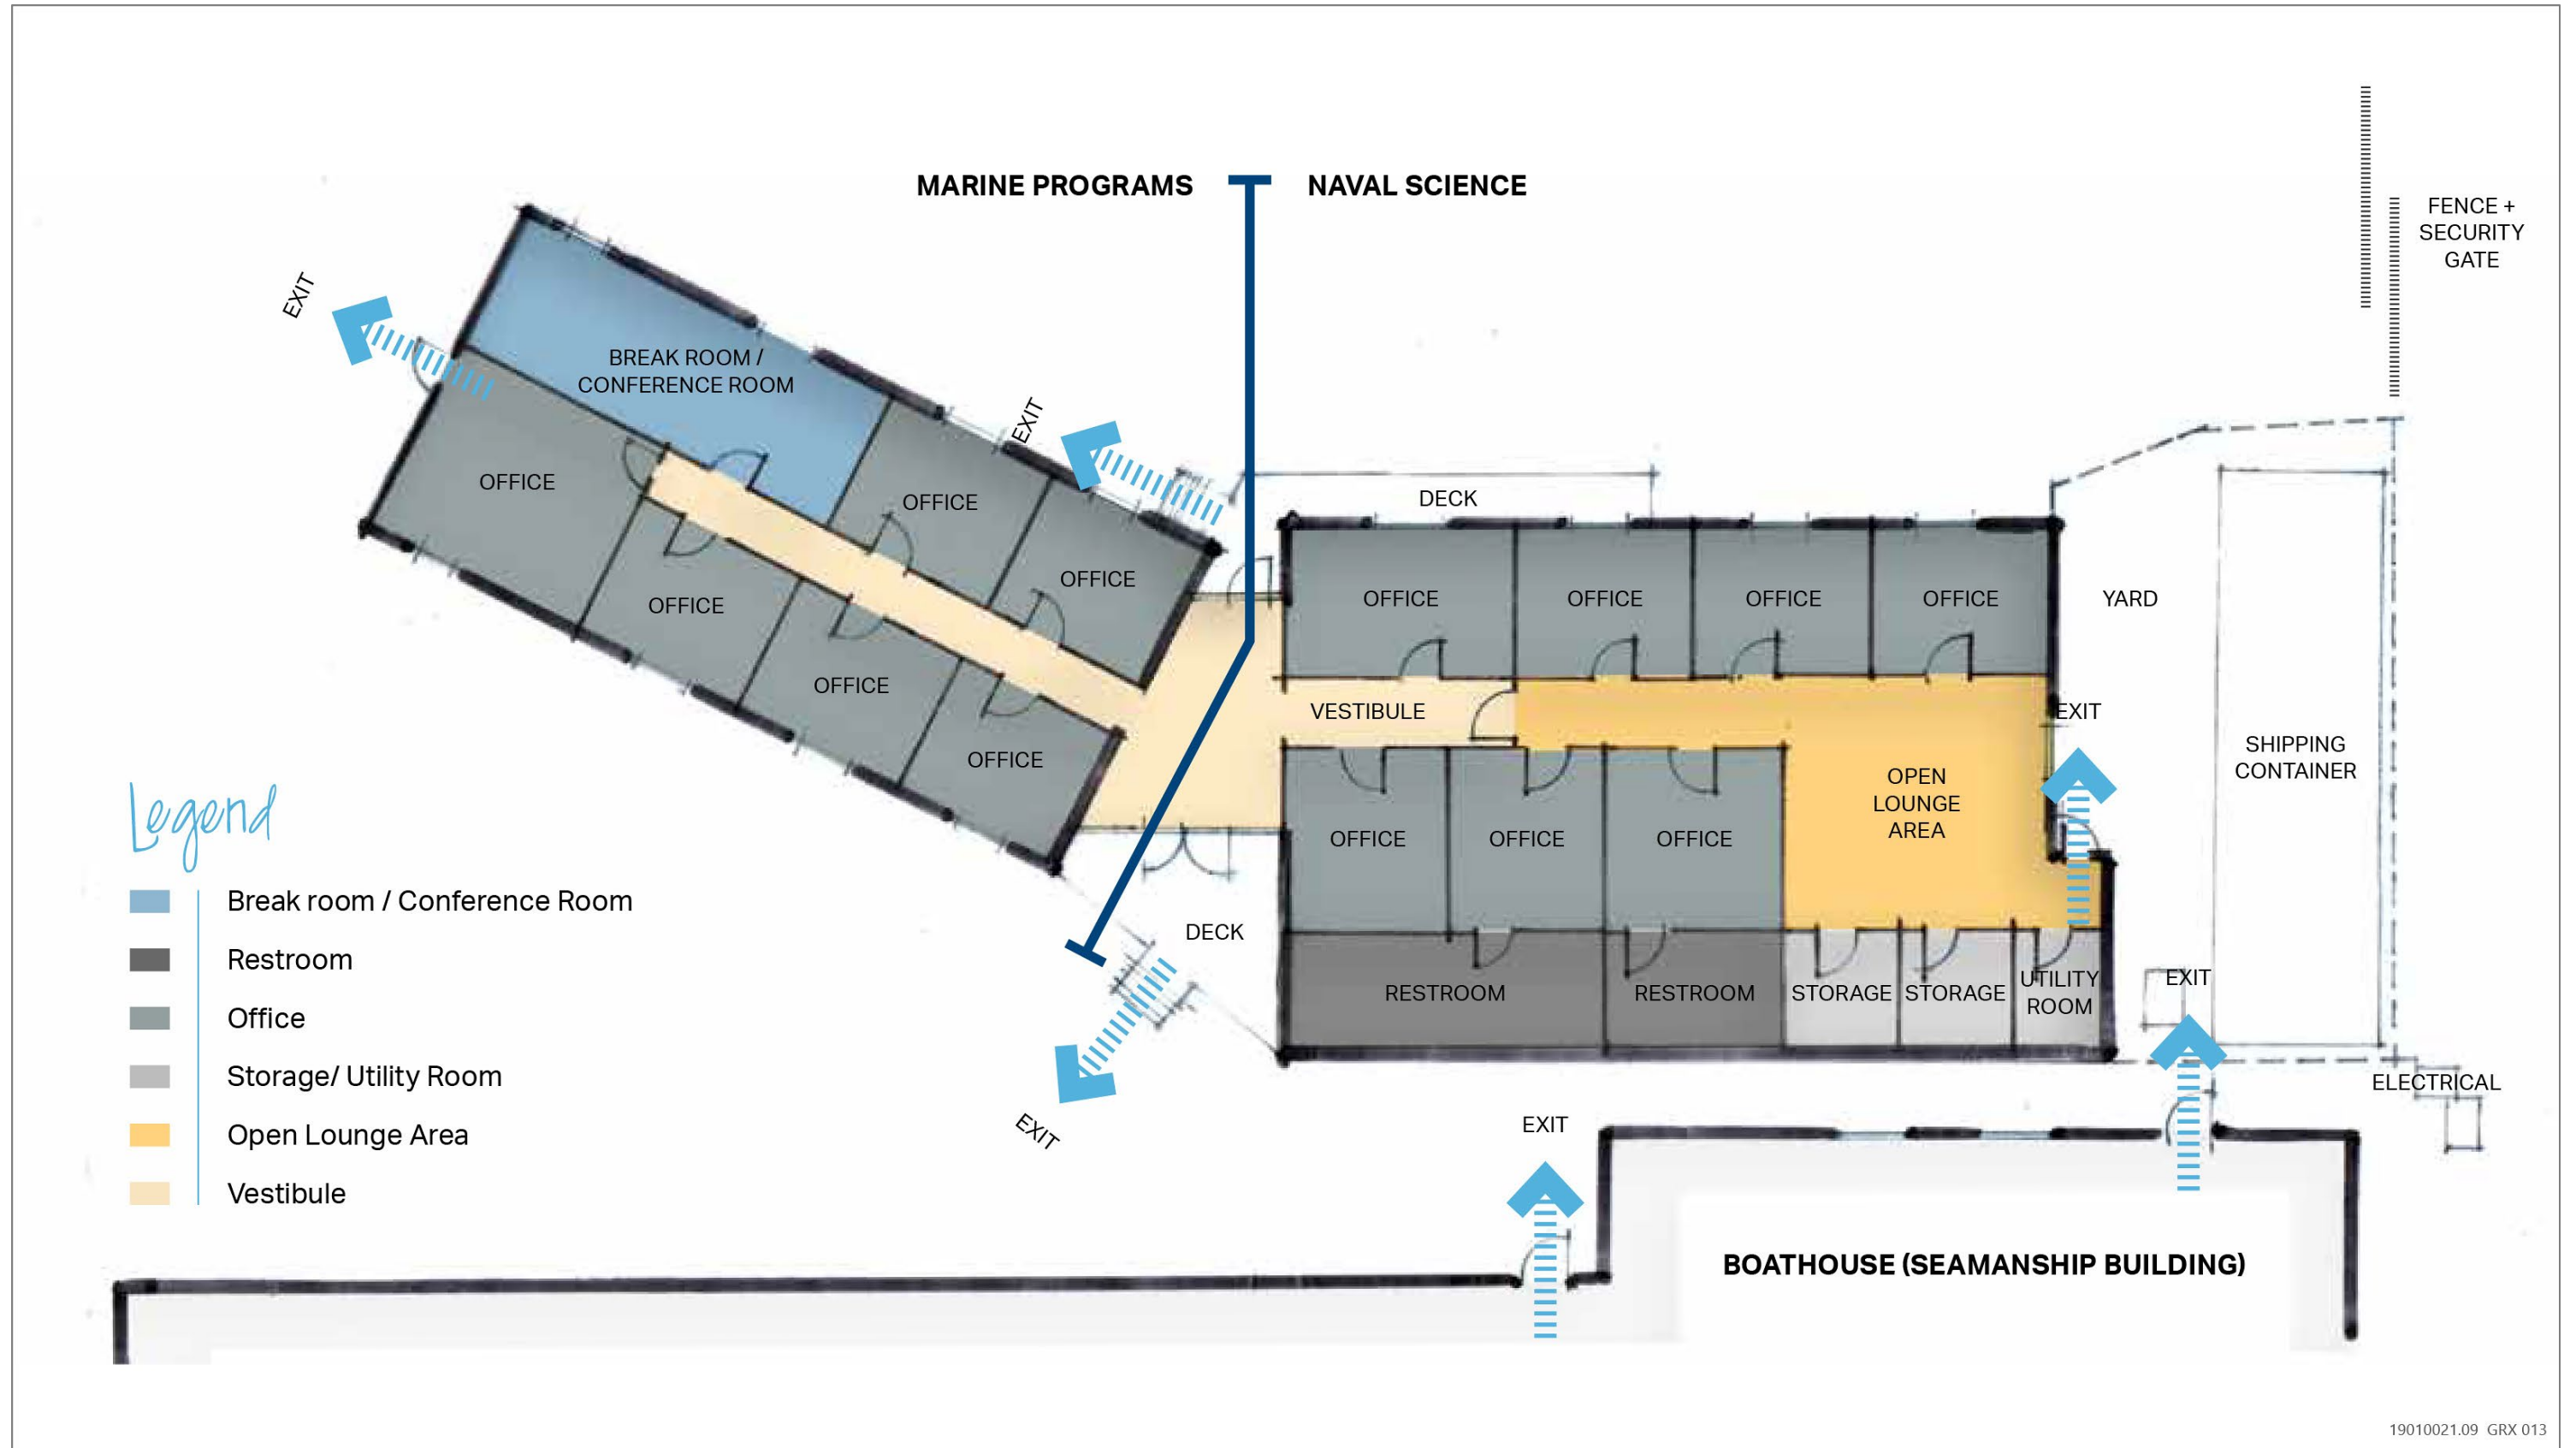 MARINE PROGRAMS
NAVAL SCIENCE
FENCE +
SECURITY
GATE
EXIT
BREAK ROOM /
CONFERENCE ROOM
EXIT
OFFICE
OFFICE
OFFICE
OFFICE
OFFICE
OFFICE
DECK
OFFICE
OFFICE
OFFICE
OFFICE
YARD
VESTIBULE
EXIT
SHIPPING
CONTAINER
OPEN
LOUNGE
AREA
OFFICE
OFFICE
OFFICE
DECK
RESTROOM
RESTROOM
STORAGE
STORAGE
UTILITY
ROOM
EXIT
ELECTRICAL
EXIT
EXIT
BOATHOUSE (SEAMANSHIP BUILDING)
Legend
Break room / Conference Room
Restroom
Office
Storage/ Utility Room
Open Lounge Area
Vestibule
19010021.09 GRX 013